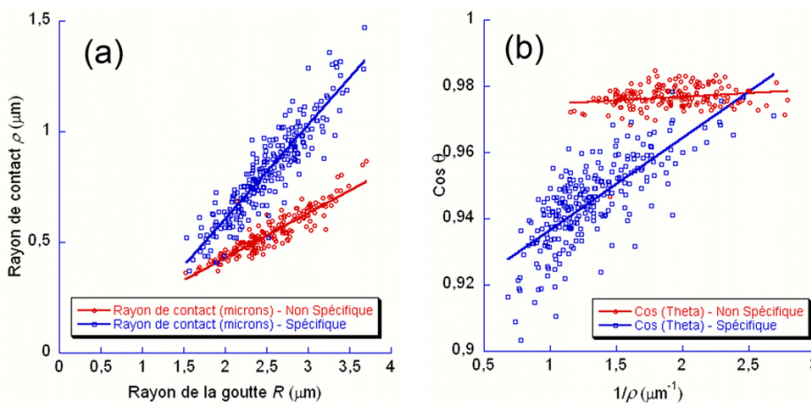 (a)
Rayon de contact ρ (μm)
1,5
1
0,5
0
Rayon de contact (microns) - Non Spécifique
Rayon de contact (microns) - Spécifique
0 0,5 1 1,5 2 2,5 3 3,5 4
Rayon de la goutte R (μm)
(b)
Cos θ
1
0,98
0,96
0,94
0,92
0,9
Cos (Theta) - Non Spécifique
Cos (Theta) - Spécifique
0,5 1 1,5 2 2,5 3
1/ρ (μm⁻¹)